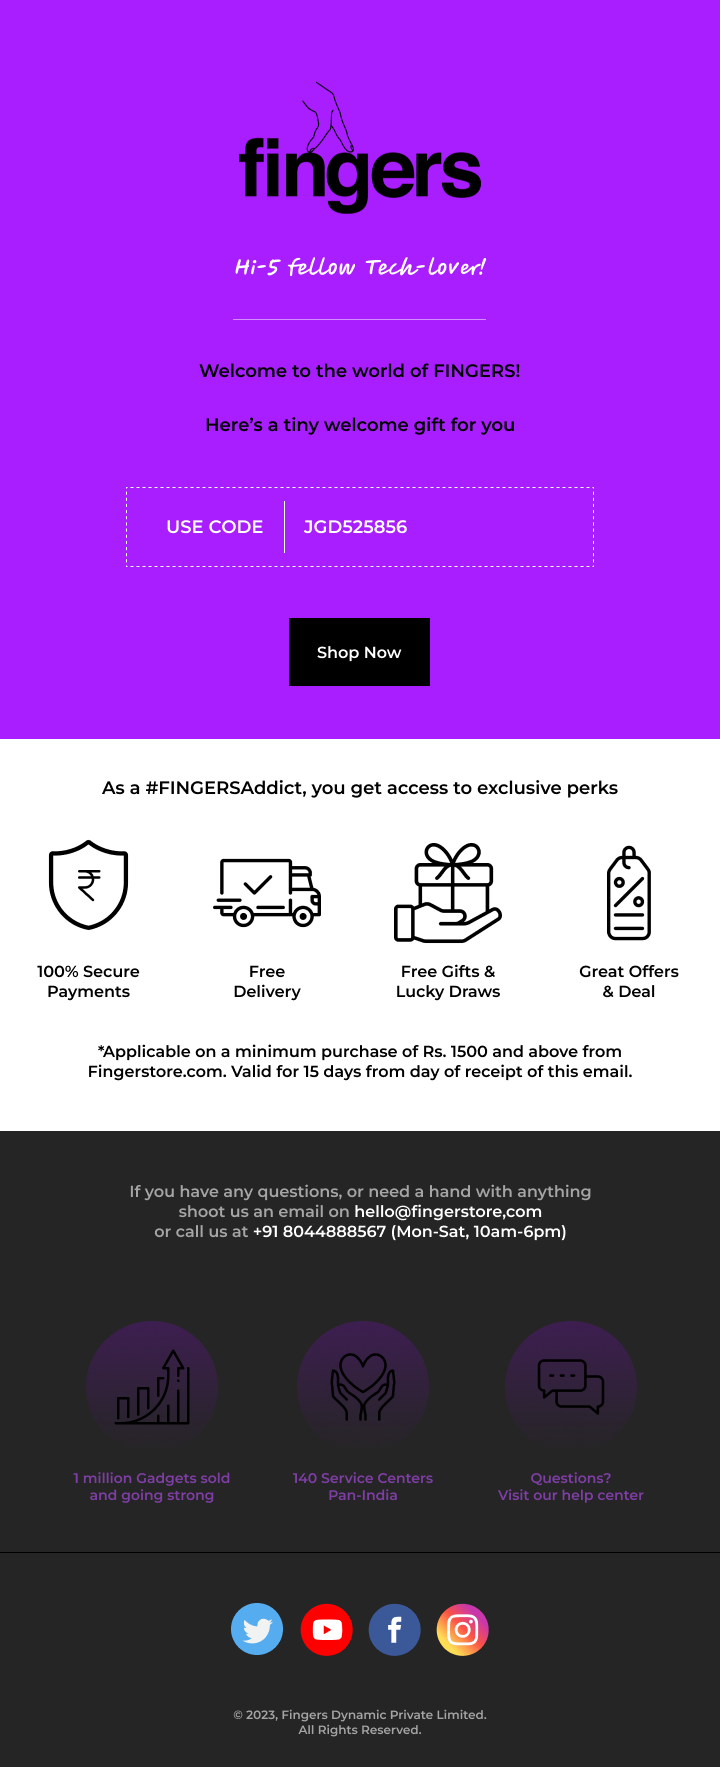 fingers
Hi-5 fellow Tech-lover!
Welcome to the world of FINGERS!
Here’s a tiny welcome gift for you
USE CODE JGD525856
Shop Now
As a #FINGERSAddict, you get access to exclusive perks
100% Secure
Payments
Free
Delivery
Free Gifts &
Lucky Draws
Great Offers
& Deal
*Applicable on a minimum purchase of Rs. 1500 and above from
Fingerstore.com. Valid for 15 days from day of receipt of this email.
If you have any questions, or need a hand with anything
shoot us an email on hello@fingerstore,com
or call us at +91 8044888567 (Mon-Sat, 10am-6pm)
1 million Gadgets sold
and going strong
140 Service Centers
Pan-India
Questions?
Visit our help center
© 2023, Fingers Dynamic Private Limited.
All Rights Reserved.